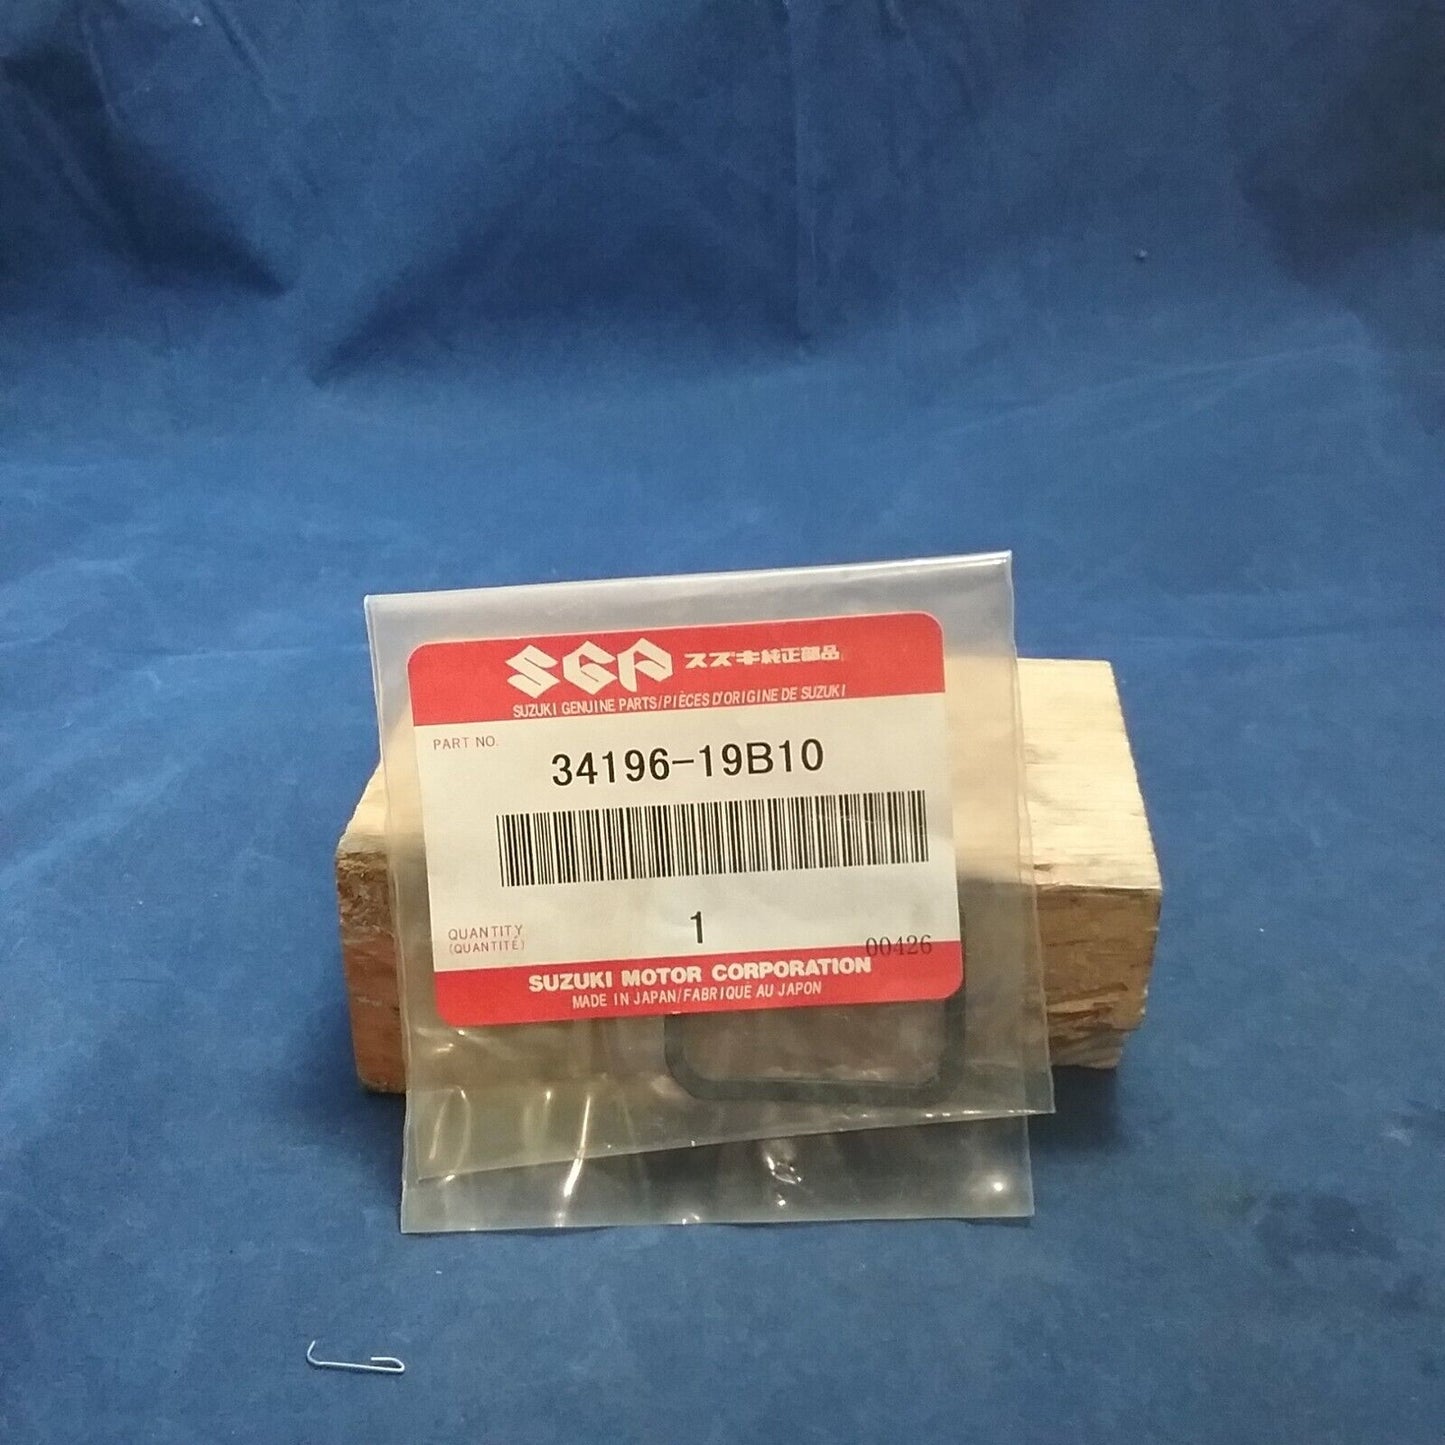 SGP スズキ純正部品
SUZUKI GENUINE PARTS/PIÈCES D'ORIGINE DE SUZUKI
PART NO.
34196-19B10
QUANTITY
(QUANTITÉ)
1
00426
SUZUKI MOTOR CORPORATION
MADE IN JAPAN/FABRIQUE AU JAPON